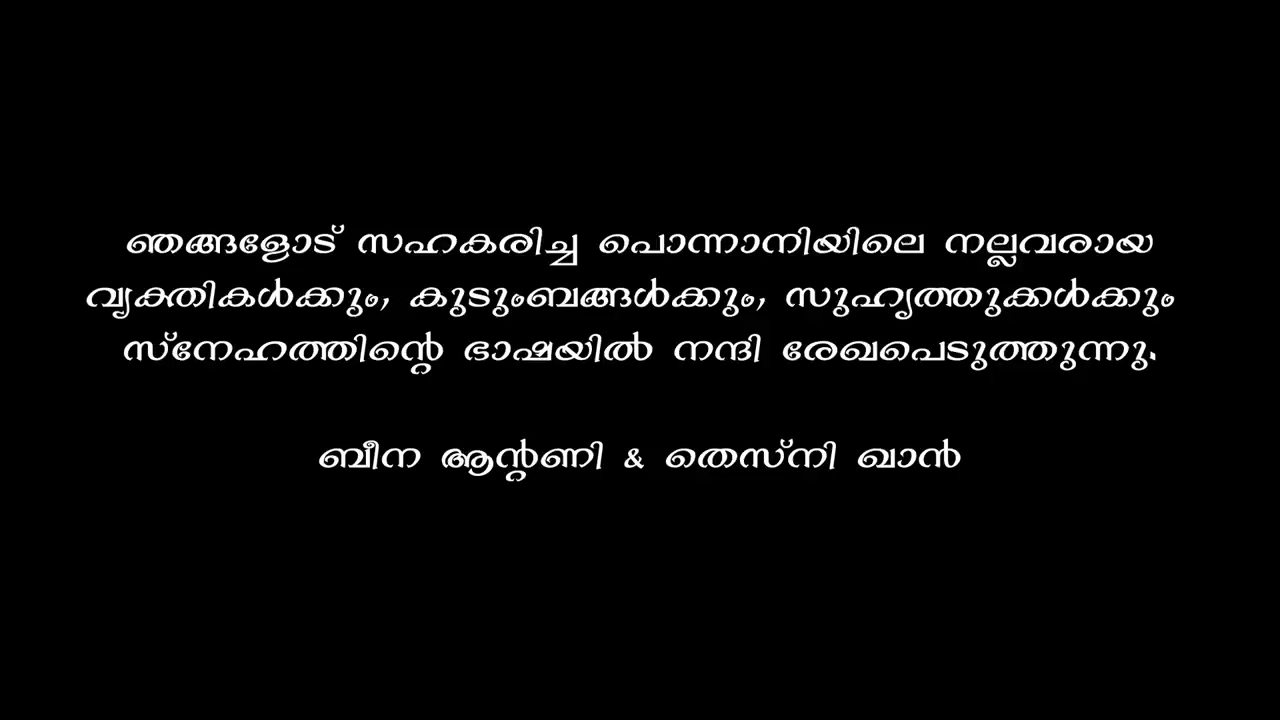 ഞങ്ങളോട് സഹകരിച്ച പൊന്നാനിയിലെ നല്ലവരായ
വ്യക്തികൾക്കും, കുടുംബങ്ങൾക്കും, സുഹൃത്തുക്കൾക്കും
സ്നേഹത്തിന്റെ ഭാഷയിൽ നന്ദി രേഖപെടുത്തുന്നു.
ബീന ആന്റണി & തെസ്നി ഖാൻ